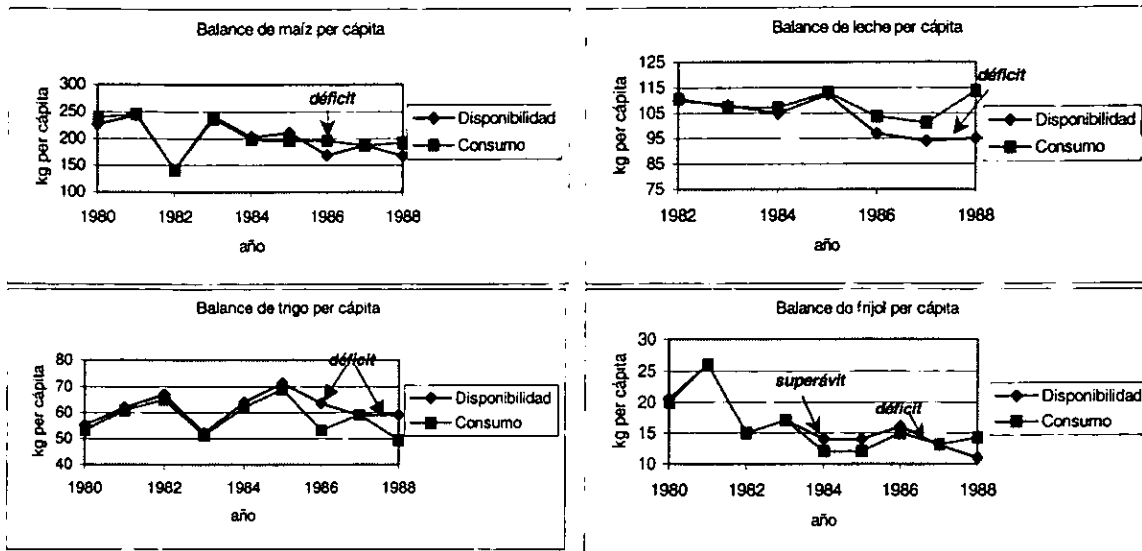 Balance de maíz per cápita
kg per cápita
300
250
200
150
100
1980
1982
1984
1986
1988
año
déficit
Disponibilidad
Consumo
Balance de leche per cápita
kg per cápita
125
115
105
95
85
75
1982
1984
1986
1988
año
déficit
Disponibilidad
Consumo
Balance de trigo per cápita
kg per cápita
80
70
60
50
40
1980
1982
1984
1986
1988
año
déficit
Disponibilidad
Consumo
Balance do frijol per cápita
kg per cápita
30
25
20
15
10
1980
1982
1984
1986
1988
año
superávit
déficit
Disponibilidad
Consumo